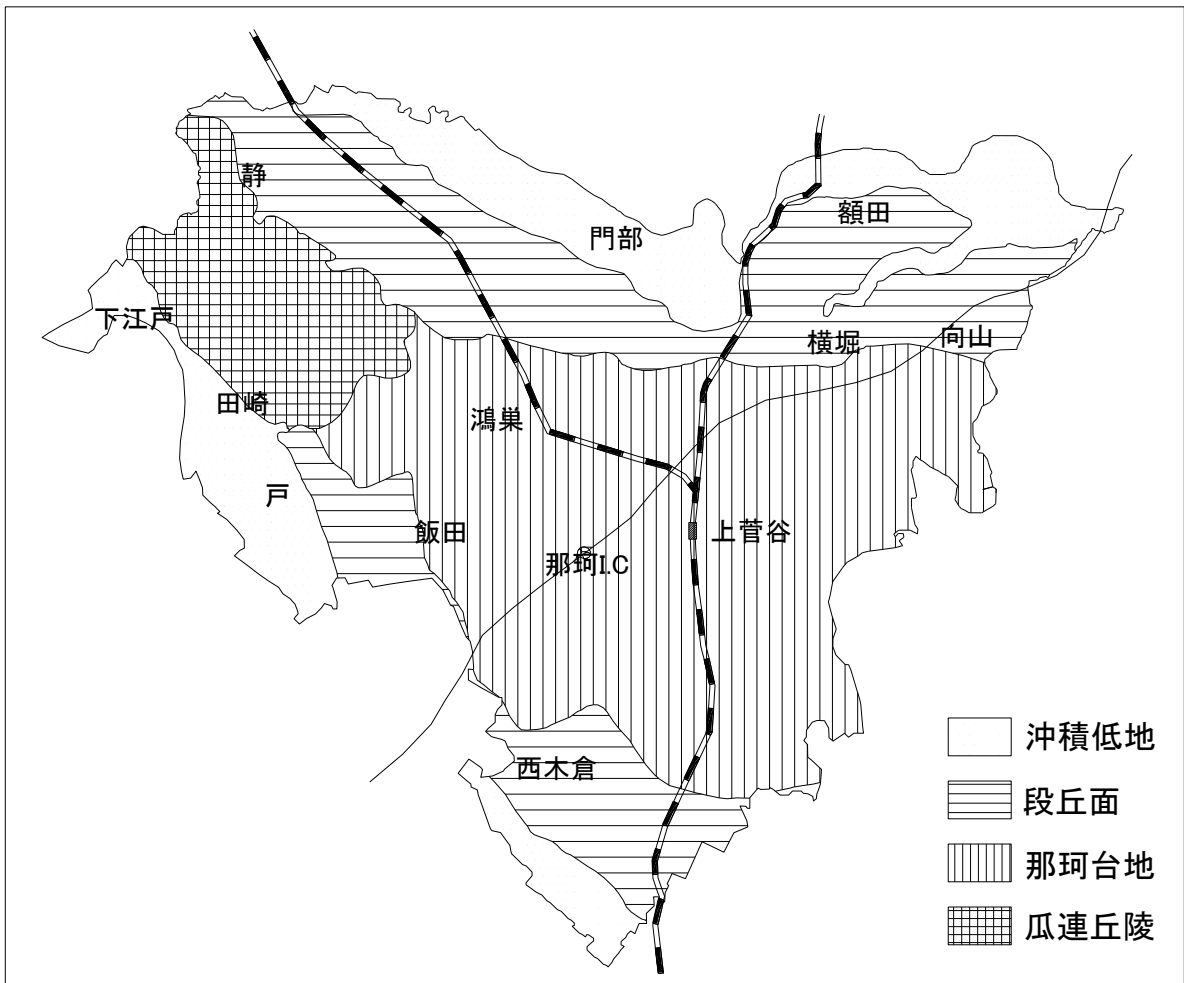 静
額田
門部
下江戸
横堀
向山
田崎
鴻巣
戸
飯田
上菅谷
那珂I.C
西木倉
沖積低地
段丘面
那珂台地
瓜連丘陵